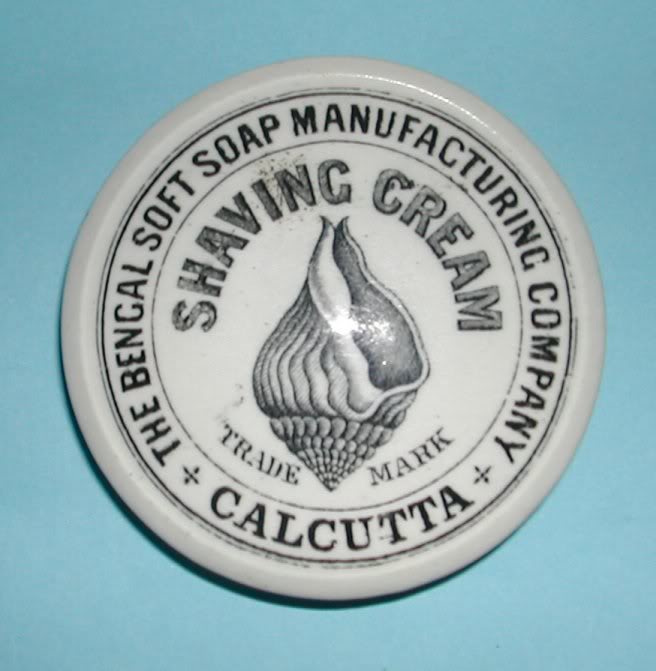 THE BENGAL SOFT SOAP MANUFACTURING COMPANY
SHAVING CREAM
TRADE MARK
CALCUTTA